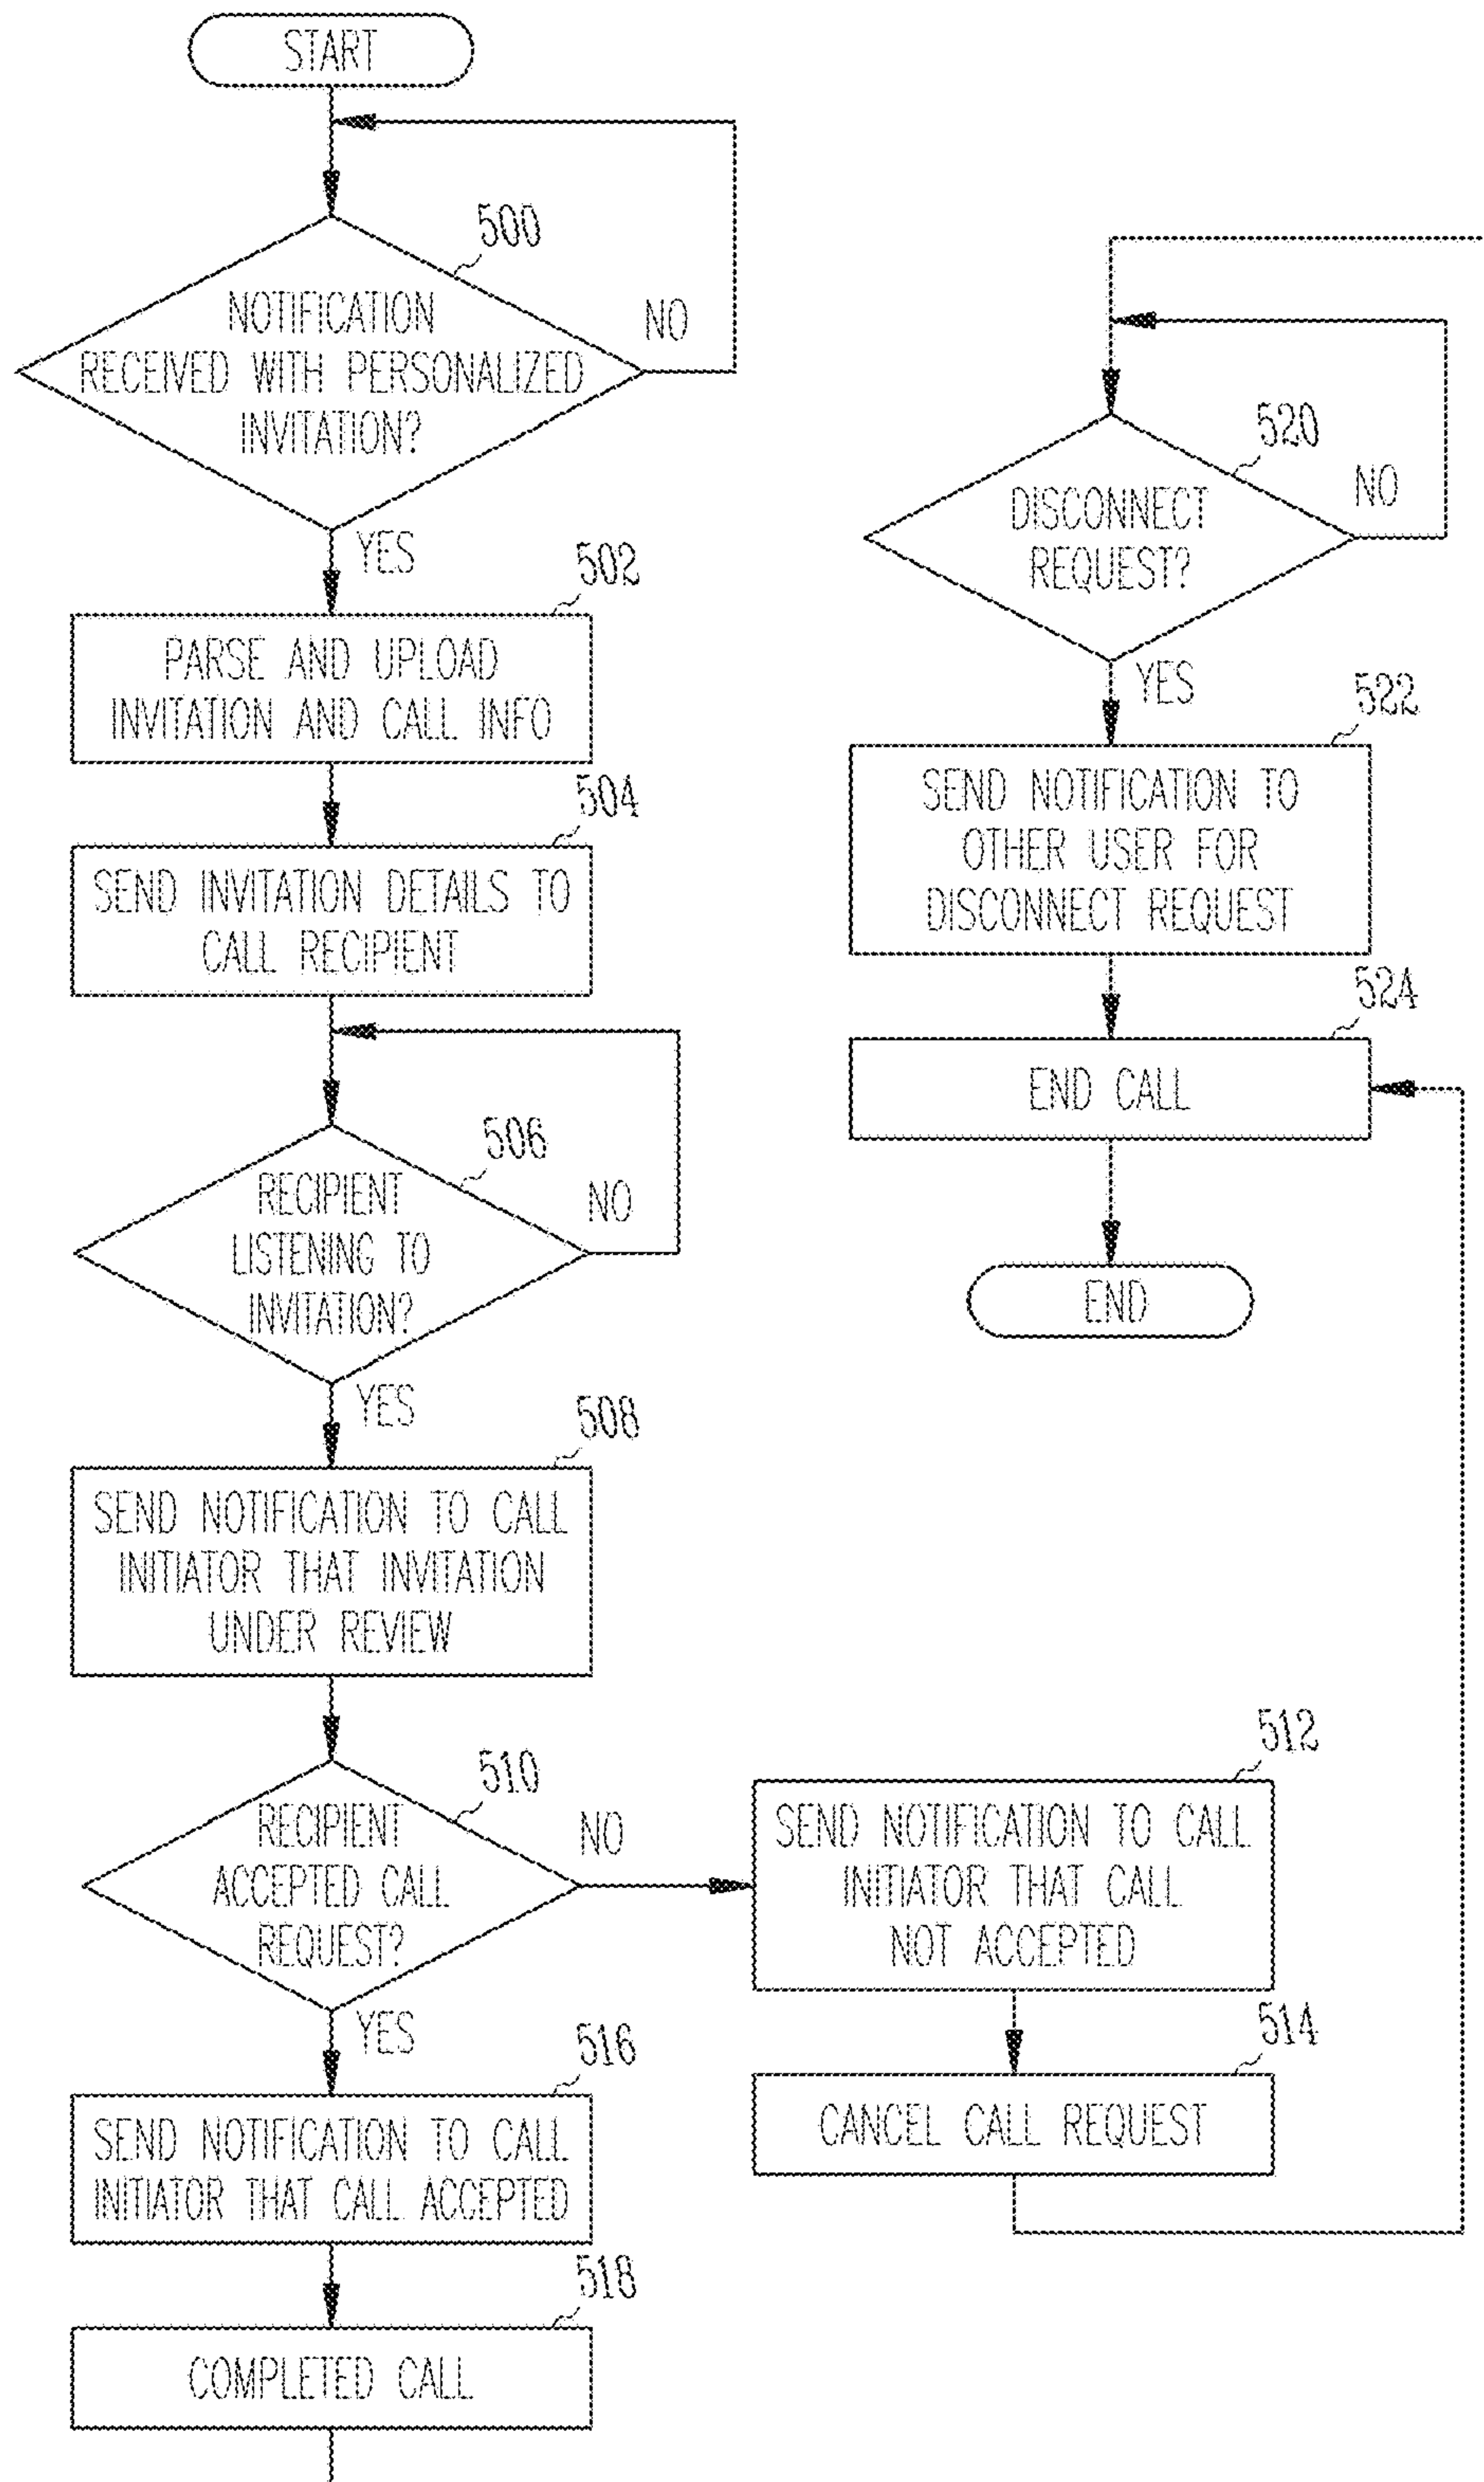 START
500
NOTIFICATION
RECEIVED WITH PERSONALIZED
INVITATION?
NO
YES
502
PARSE AND UPLOAD
INVITATION AND CALL INFO
504
SEND INVITATION DETAILS TO
CALL RECIPIENT
506
RECIPIENT
LISTENING TO
INVITATION?
NO
YES
508
SEND NOTIFICATION TO CALL
INITIATOR THAT INVITATION
UNDER REVIEW
510
RECIPIENT
ACCEPTED CALL
REQUEST?
NO
YES
512
SEND NOTIFICATION TO CALL
INITIATOR THAT CALL
NOT ACCEPTED
514
CANCEL CALL REQUEST
516
SEND NOTIFICATION TO CALL
INITIATOR THAT CALL ACCEPTED
518
COMPLETED CALL
520
DISCONNECT
REQUEST?
NO
YES
522
SEND NOTIFICATION TO
OTHER USER FOR
DISCONNECT REQUEST
524
END CALL
END